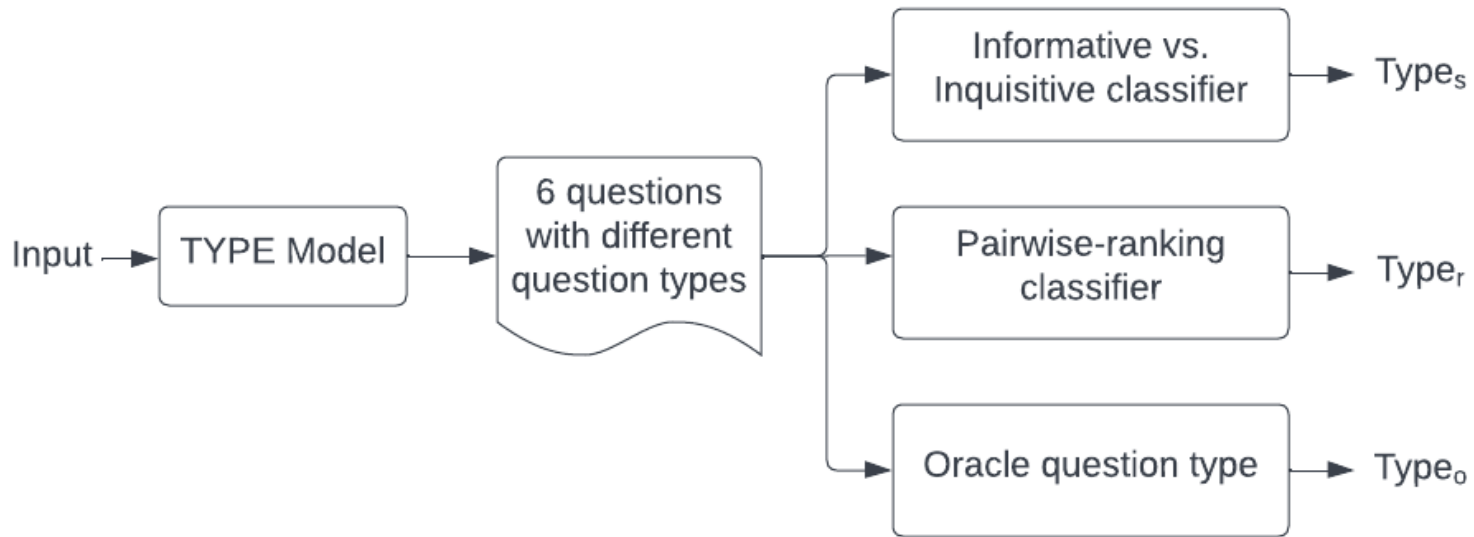 Input
TYPE Model
6 questions
with different
question types
Informative vs.
Inquisitive classifier
Typeₛ
Pairwise-ranking
classifier
Typeᵣ
Oracle question type
Typeₒ